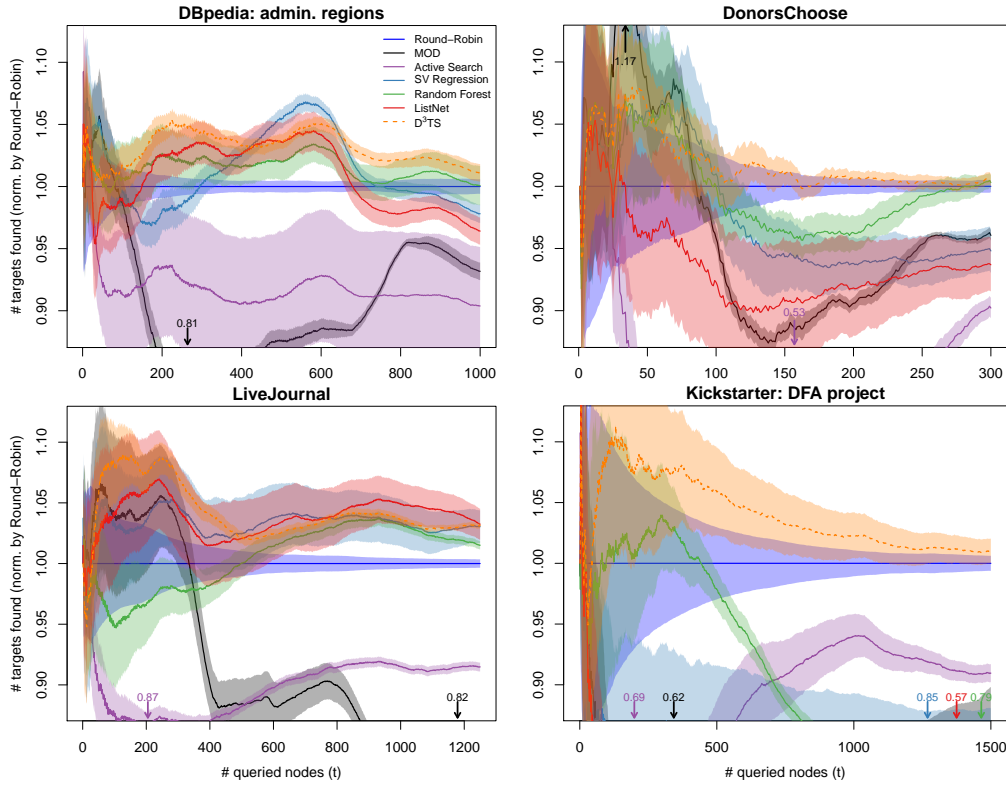 DBpedia: admin. regions
# targets found (norm. by Round−Robin)
0.90 0.95 1.00 1.05 1.10
0 200 400 600 800 1000
Round−Robin
MOD
Active Search
SV Regression
Random Forest
ListNet
D³TS
0.81
DonorsChoose
0.90 0.95 1.00 1.05 1.10
0 50 100 150 200 250 300
1.17
0.53
LiveJournal
# targets found (norm. by Round−Robin)
0.90 0.95 1.00 1.05 1.10
0 200 400 600 800 1000 1200
0.87
0.82
# queried nodes (t)
Kickstarter: DFA project
0.90 0.95 1.00 1.05 1.10
0 500 1000 1500
0.69 0.62 0.85 0.57 0.79
# queried nodes (t)